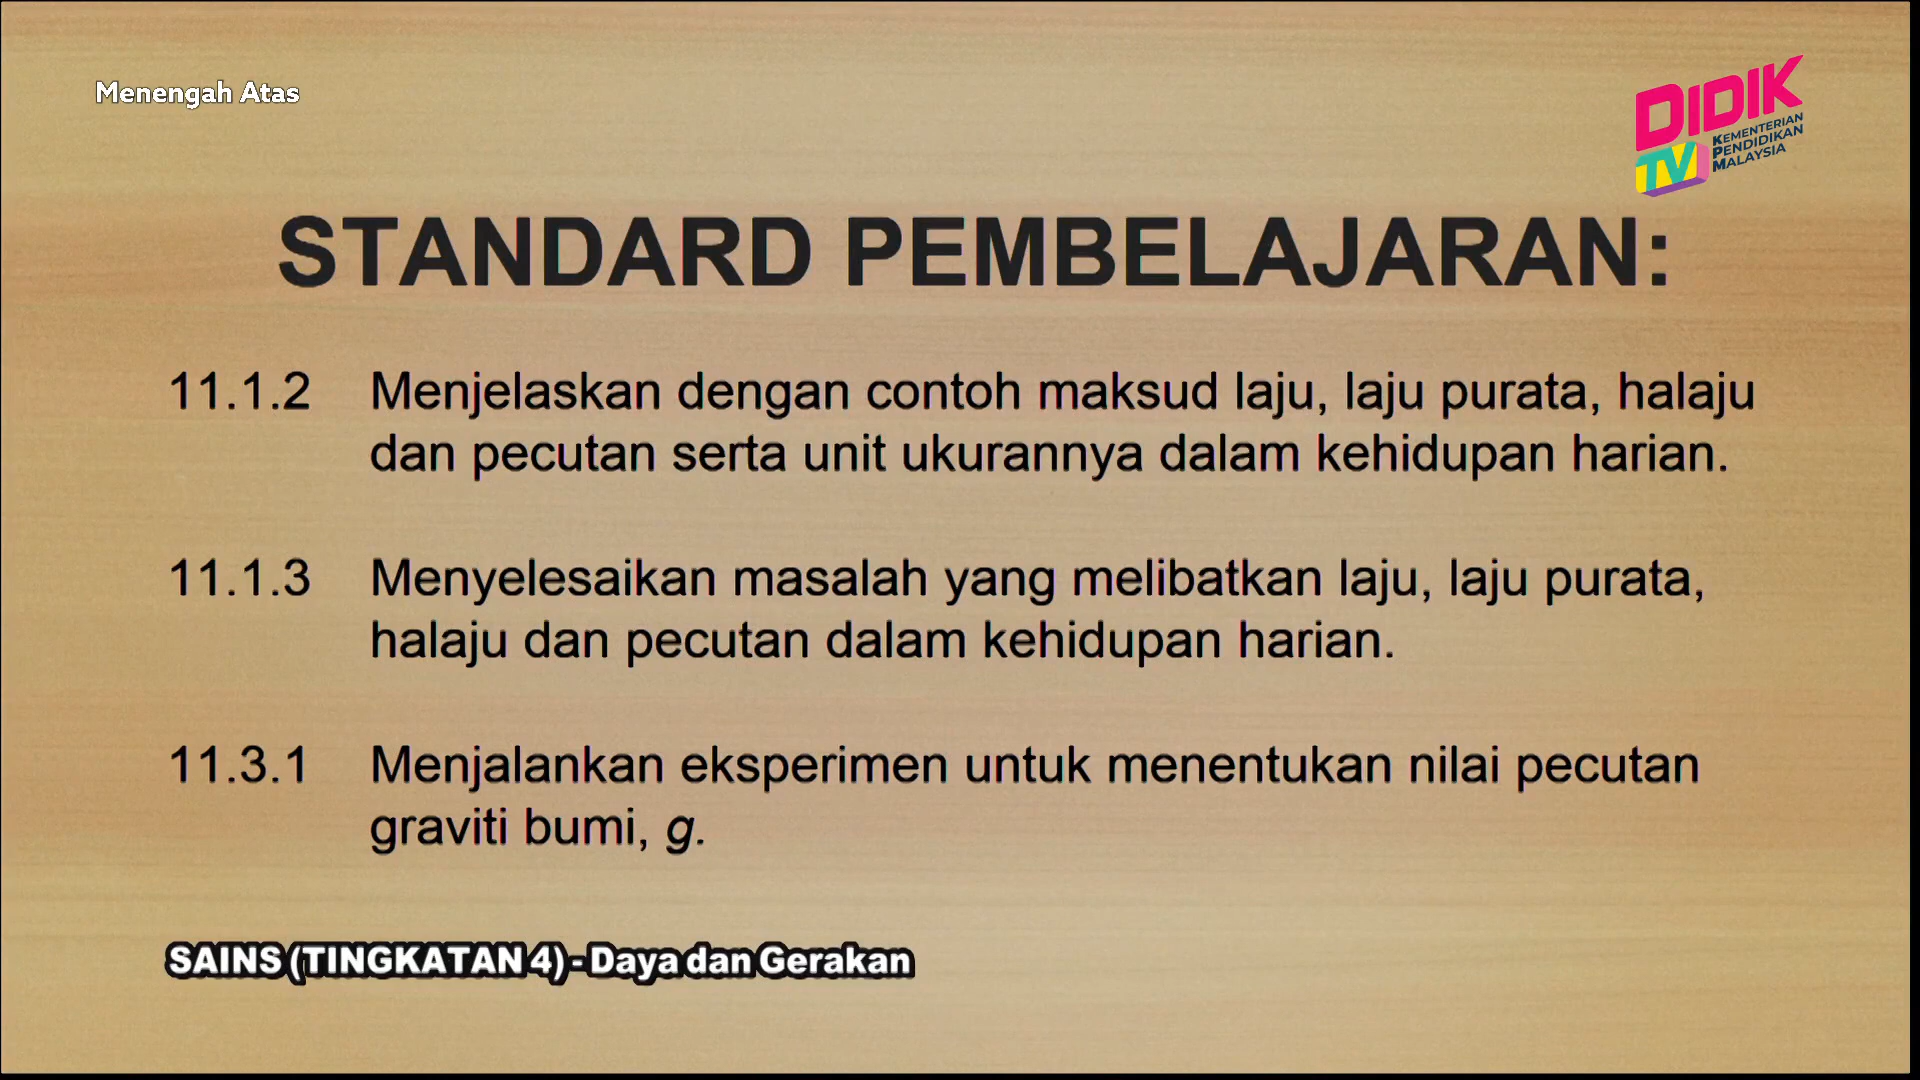 Menengah Atas
DIDIK
TV
KEMENTERIAN
PENDIDIKAN
MALAYSIA
STANDARD PEMBELAJARAN:
11.1.2 Menjelaskan dengan contoh maksud laju, laju purata, halaju
dan pecutan serta unit ukurannya dalam kehidupan harian.
11.1.3 Menyelesaikan masalah yang melibatkan laju, laju purata,
halaju dan pecutan dalam kehidupan harian.
11.3.1 Menjalankan eksperimen untuk menentukan nilai pecutan
graviti bumi, g.
SAINS (TINGKATAN 4) - Daya dan Gerakan